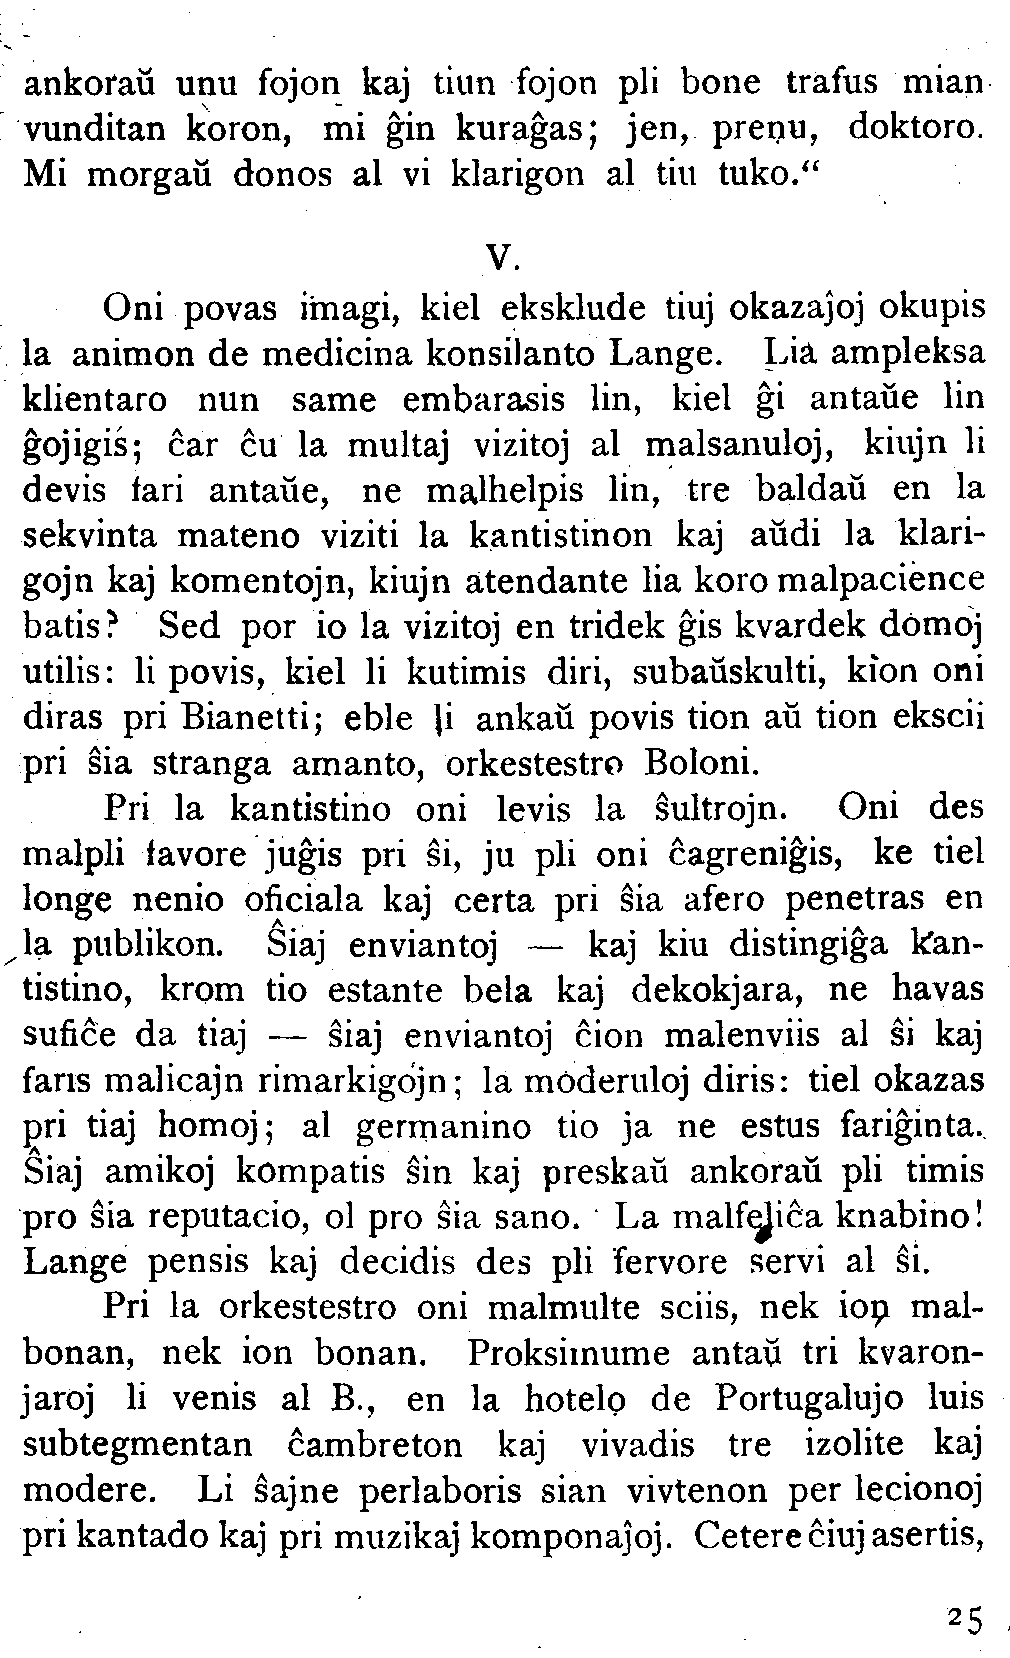 ankoraŭ unu fojon kaj tiun fojon pli bone trafus mian
vunditan koron, mi ĝin kuraĝas; jen, prenu, doktoro.
Mi morgaŭ donos al vi klarigon al tiu tuko.“
V.
Oni povas imagi, kiel eksklude tiuj okazaĵoj okupis
la animon de medicina konsilanto Lange. Lia ampleksa
klientaro nun same embarasis lin, kiel ĝi antaŭe lin
ĝojigis; ĉar ĉu la multaj vizitoj al malsanuloj, kiujn li
devis fari antaŭe, ne malhelpis lin, tre baldaŭ en la
sekvinta mateno viziti la kantistinon kaj aŭdi la klari-
gojn kaj komentojn, kiujn atendante lia koro malpacience
batis? Sed por io la vizitoj en tridek ĝis kvardek domoj
utilis: li povis, kiel li kutimis diri, subaŭskulti, kion oni
diras pri Bianetti; eble li ankaŭ povis tion aŭ tion ekscii
pri ŝia stranga amanto, orkestestro Boloni.
Pri la kantistino oni levis la ŝultrojn. Oni des
malpli favore juĝis pri ŝi, ju pli oni ĉagreniĝis, ke tiel
longe nenio oficiala kaj certa pri ŝia afero penetras en
la publikon. Ŝiaj enviantoj — kaj kiu distingiĝa kan-
tistino, krom tio estante bela kaj dekokjara, ne havas
sufiĉe da tiaj — ŝiaj enviantoj ĉion malenviis al ŝi kaj
faris malicajn rimarkigojn; la moderuloj diris: tiel okazas
pri tiaj homoj; al germanino tio ja ne estus fariĝinta.
Ŝiaj amikoj kompatis ŝin kaj preskaŭ ankoraŭ pli timis
pro ŝia reputacio, ol pro ŝia sano. La malfeliĉa knabino!
Lange pensis kaj decidis des pli fervore servi al ŝi.
Pri la orkestestro oni malmulte sciis, nek ion mal-
bonan, nek ion bonan. Proksimume antaŭ tri kvaron-
jaroj li venis al B., en la hotelo de Portugalujo luis
subtegmentan ĉambreton kaj vivadis tre izolite kaj
modere. Li ŝajne perlaboris sian vivtenon per lecionoj
pri kantado kaj pri muzikaj komponaĵoj. Cetere ĉiuj asertis,
25